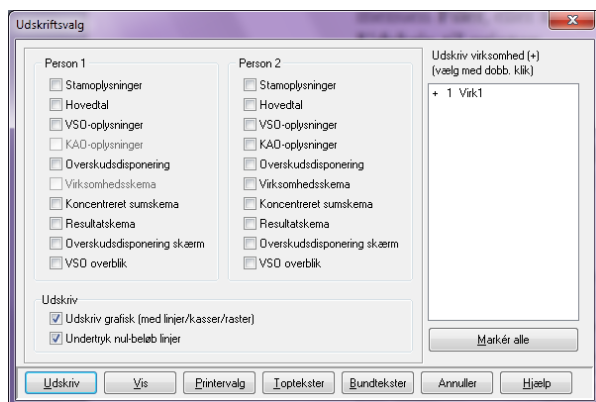 Udskriftsvalg
Person 1
Stamoplysninger
Hovedtal
VSO-oplysninger
KAO-oplysninger
Overskudsdisponering
Virksomhedsskema
Koncentreret sumskema
Resultatskema
Overskudsdisponering skærm
VSO overblik
Person 2
Stamoplysninger
Hovedtal
VSO-oplysninger
KAO-oplysninger
Overskudsdisponering
Virksomhedsskema
Koncentreret sumskema
Resultatskema
Overskudsdisponering skærm
VSO overblik
Udskriv virksomhed (+)
(vælg med dobb. klik)
+ 1 Virk1
Markér alle
Udskriv
Udskriv grafisk (med linjer/kasser/raster)
Undertryk nul-beløb linjer
Udskriv Vis Printervalg Toptekster Bundtekster Annuller Hjælp